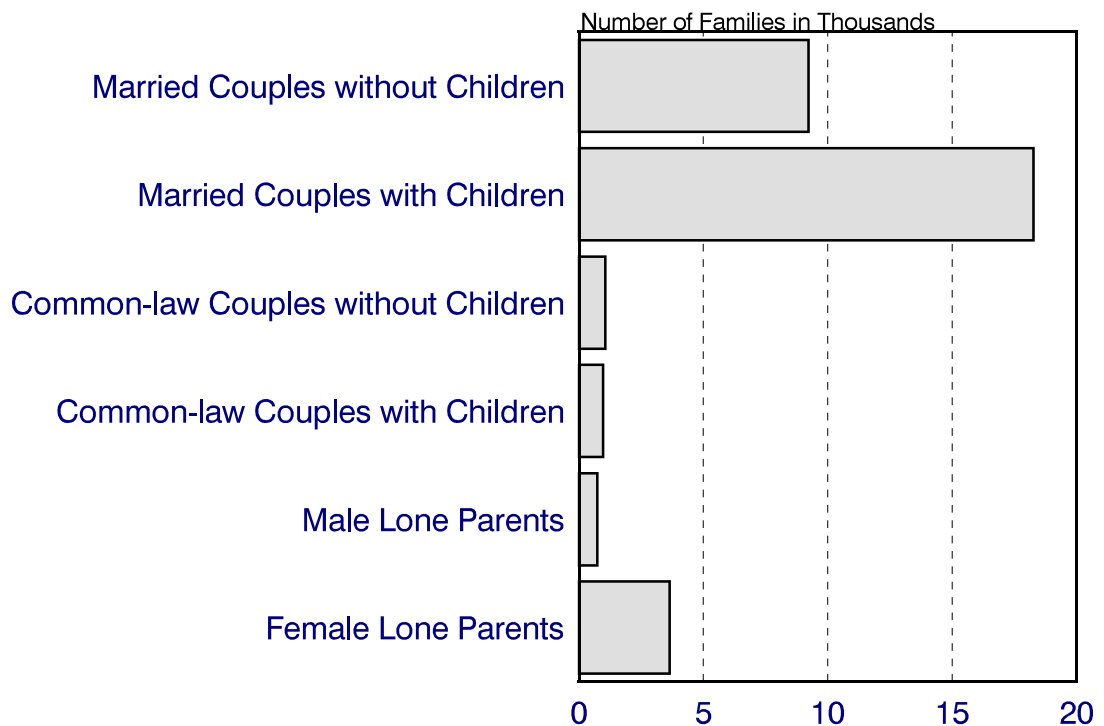 Number of Families in Thousands
Married Couples without Children
Married Couples with Children
Common-law Couples without Children
Common-law Couples with Children
Male Lone Parents
Female Lone Parents
0 5 10 15 20